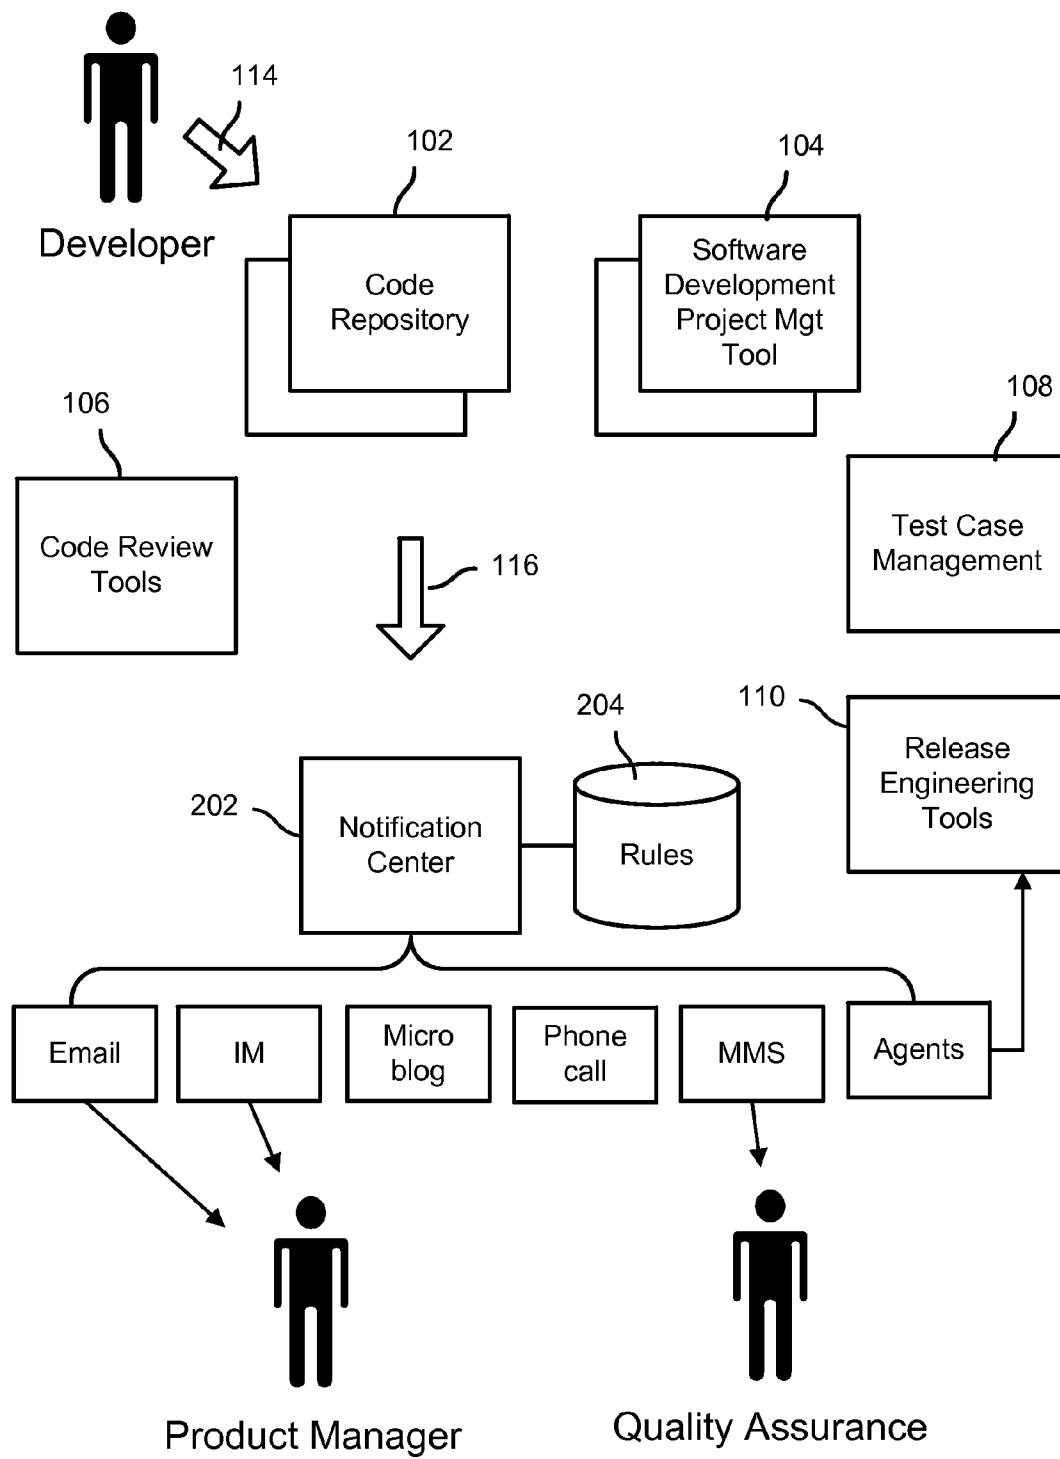 114
Developer
102
Code
Repository
104
Software
Development
Project Mgt
Tool
106
Code Review
Tools
108
Test Case
Management
116
110
Release
Engineering
Tools
204
Rules
202
Notification
Center
Email
IM
Micro
blog
Phone
call
MMS
Agents
Product Manager
Quality Assurance